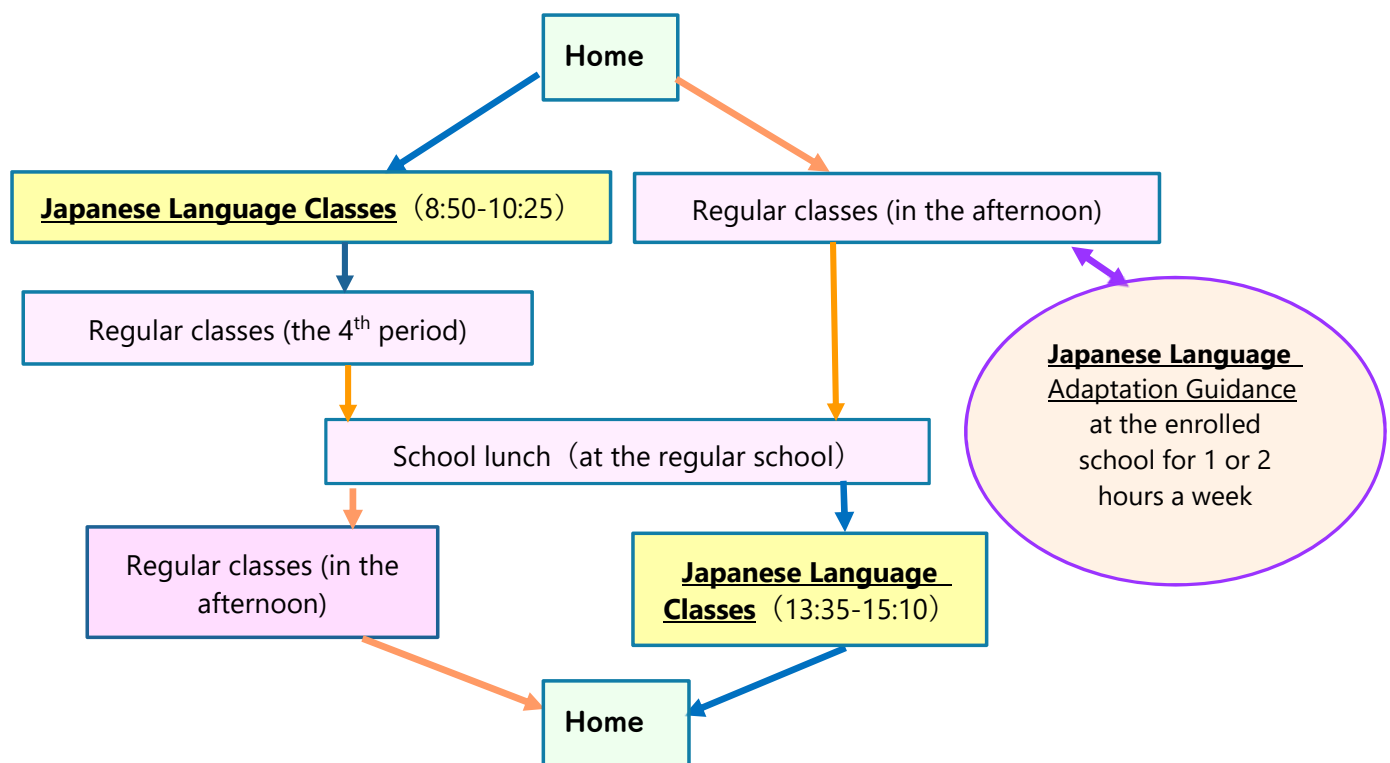 Home
Japanese Language Classes（8:50-10:25）
Regular classes (in the afternoon)
Regular classes (the 4th period)
Japanese Language
Adaptation Guidance
at the enrolled
school for 1 or 2
hours a week
School lunch（at the regular school）
Regular classes (in the
afternoon)
Japanese Language
Classes（13:35-15:10）
Home